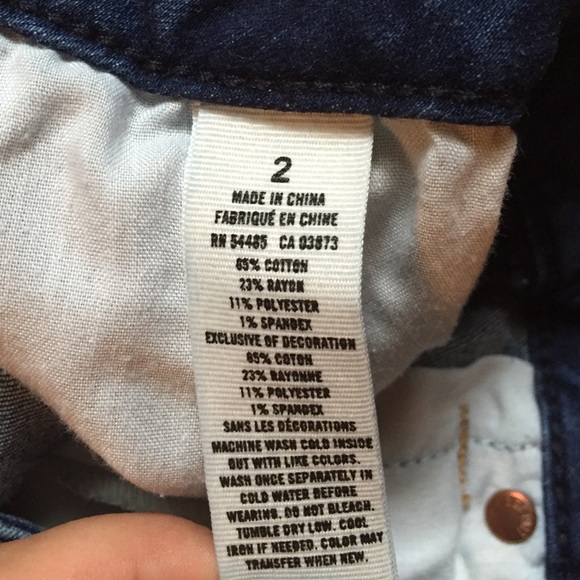 2
MADE IN CHINA
FABRIQUÉ EN CHINE
RN 54485 CA 03873
65% COTTON
23% RAYON
11% POLYESTER
1% SPANDEX
EXCLUSIVE OF DECORATION
65% COTON
23% RAYONNE
11% POLYESTER
1% SPANDEX
SANS LES DÉCORATIONS
MACHINE WASH COLD INSIDE
OUT WITH LIKE COLORS.
WASH ONCE SEPARATELY IN
COLD WATER BEFORE
WEARING. DO NOT BLEACH.
TUMBLE DRY LOW. COOL
IRON IF NEEDED. COLOR MAY
TRANSFER WHEN NEW.